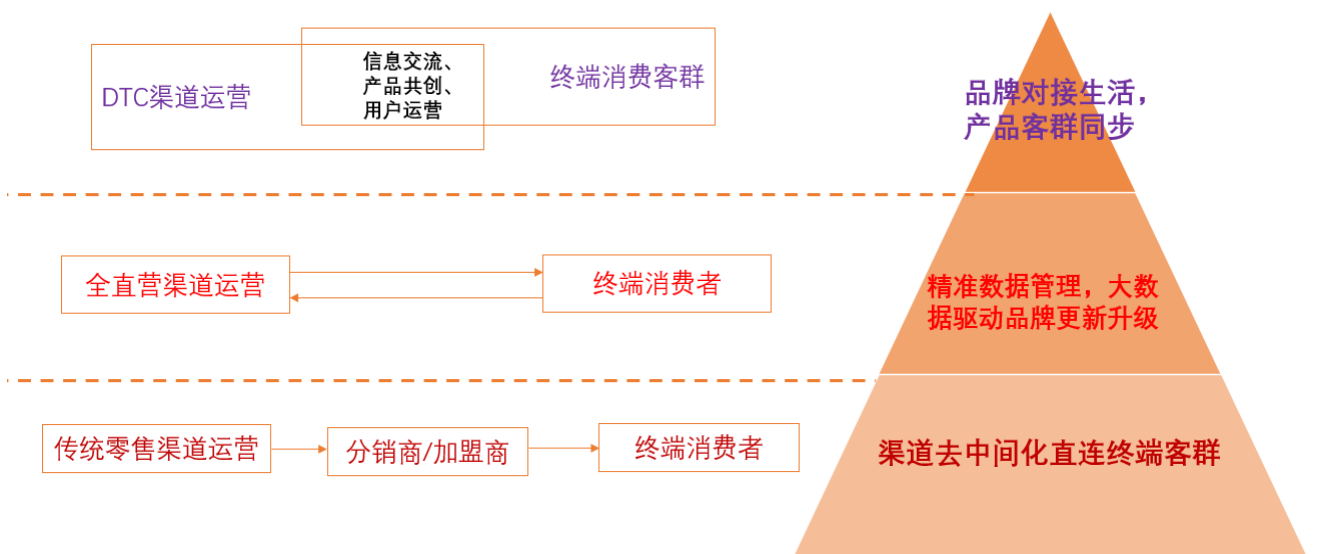 DTC渠道运营
信息交流、
产品共创、
用户运营
终端消费客群
品牌对接生活，
产品客群同步
全直营渠道运营
终端消费者
精准数据管理，大数
据驱动品牌更新升级
传统零售渠道运营
分销商/加盟商
终端消费者
渠道去中间化直连终端客群